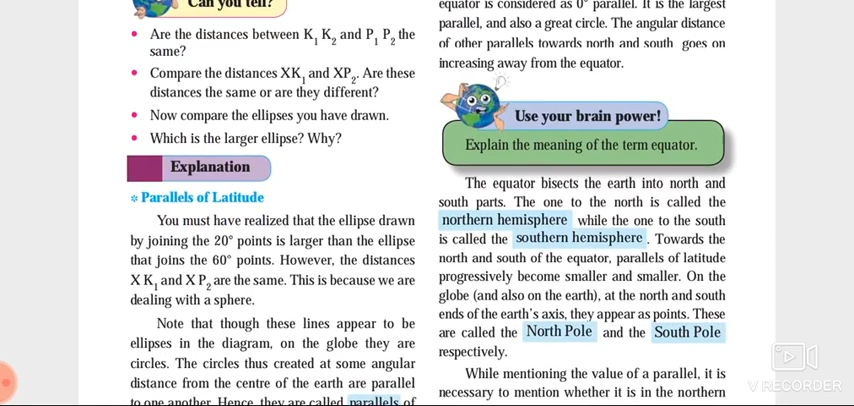 Can you tell?
• Are the distances between K1 K2 and P1 P2 the
same?
• Compare the distances XK1 and XP2. Are these
distances the same or are they different?
• Now compare the ellipses you have drawn.
• Which is the larger ellipse? Why?
Explanation
* Parallels of Latitude
You must have realized that the ellipse drawn
by joining the 20° points is larger than the ellipse
that joins the 60° points. However, the distances
X K1 and X P2 are the same. This is because we are
dealing with a sphere.
Note that though these lines appear to be
ellipses in the diagram, on the globe they are
circles. The circles thus created at some angular
distance from the centre of the earth are parallel
to one another. Hence, they are called parallels of
equator is considered as 0° parallel. It is the largest
parallel, and also a great circle. The angular distance
of other parallels towards north and south goes on
increasing away from the equator.
Use your brain power!
Explain the meaning of the term equator.
The equator bisects the earth into north and
south parts. The one to the north is called the
northern hemisphere while the one to the south
is called the southern hemisphere. Towards the
north and south of the equator, parallels of latitude
progressively become smaller and smaller. On the
globe (and also on the earth), at the north and south
ends of the earth's axis, they appear as points. These
are called the North Pole and the South Pole
respectively.
While mentioning the value of a parallel, it is
necessary to mention whether it is in the northern
V RECORDER